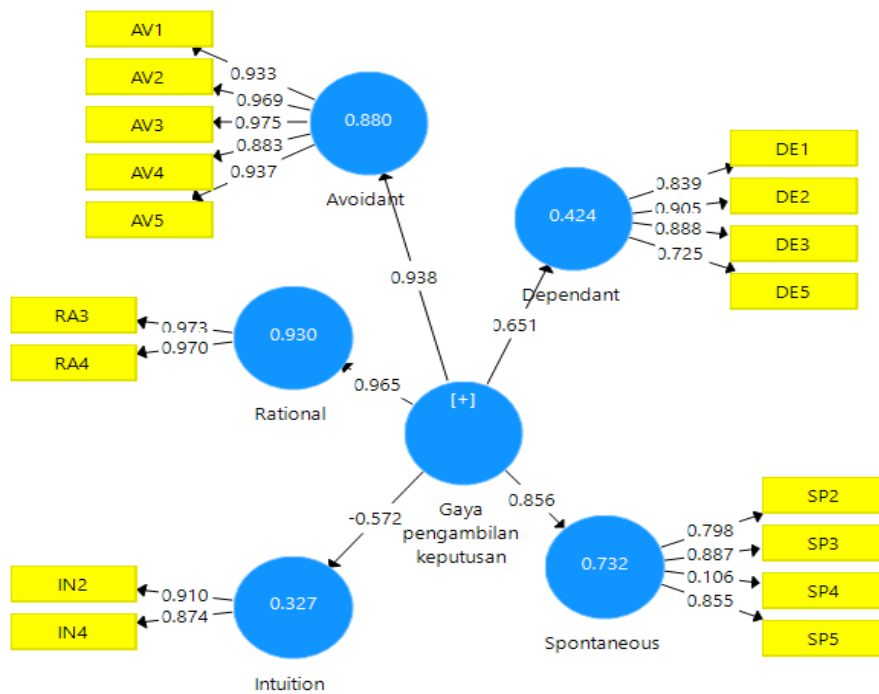 AV1
AV2
AV3
AV4
AV5
0.933
0.969
0.975
0.883
0.937
0.880
Avoidant
DE1
DE2
DE3
DE5
0.839
0.905
0.888
0.725
0.424
Dependant
0.938
0.651
RA3
RA4
0.973
0.970
0.930
Rational
0.965
[+]
Gaya
pengambilan
keputusan
-0.572
0.856
IN2
IN4
0.910
0.874
0.327
Intuition
SP2
SP3
SP4
SP5
0.798
0.887
0.106
0.855
0.732
Spontaneous